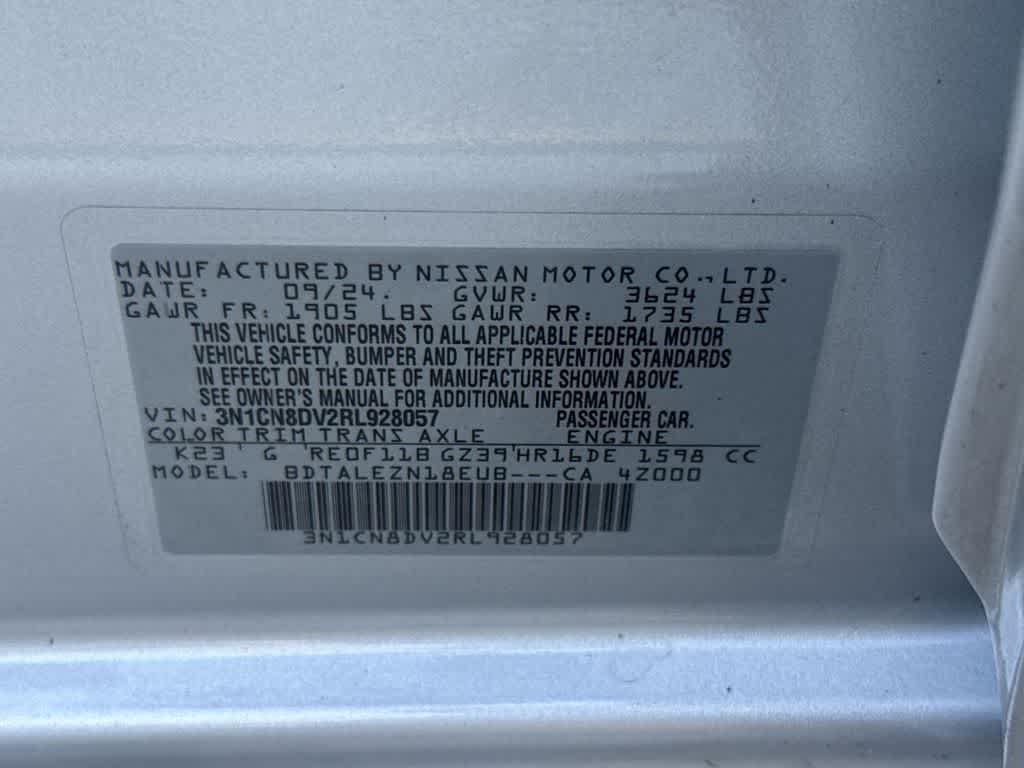 MANUFACTURED BY NISSAN MOTOR CO., LTD.
DATE: 09/24. GVWR: 3624 LBS
GAWR FR: 1905 LBS GAWR RR: 1735 LBS
THIS VEHICLE CONFORMS TO ALL APPLICABLE FEDERAL MOTOR
VEHICLE SAFETY, BUMPER AND THEFT PREVENTION STANDARDS
IN EFFECT ON THE DATE OF MANUFACTURE SHOWN ABOVE.
SEE OWNER'S MANUAL FOR ADDITIONAL INFORMATION.
VIN: 3N1CN8DV2RL928057 PASSENGER CAR.
COLOR TRIM TRANS AXLE ENGINE
K23 ' G 'RE0F11B GZ39'HR16DE 1598 CC
MODEL: BDTALEZN18EUB---CA 4Z000
3N1CN8DV2RL928057